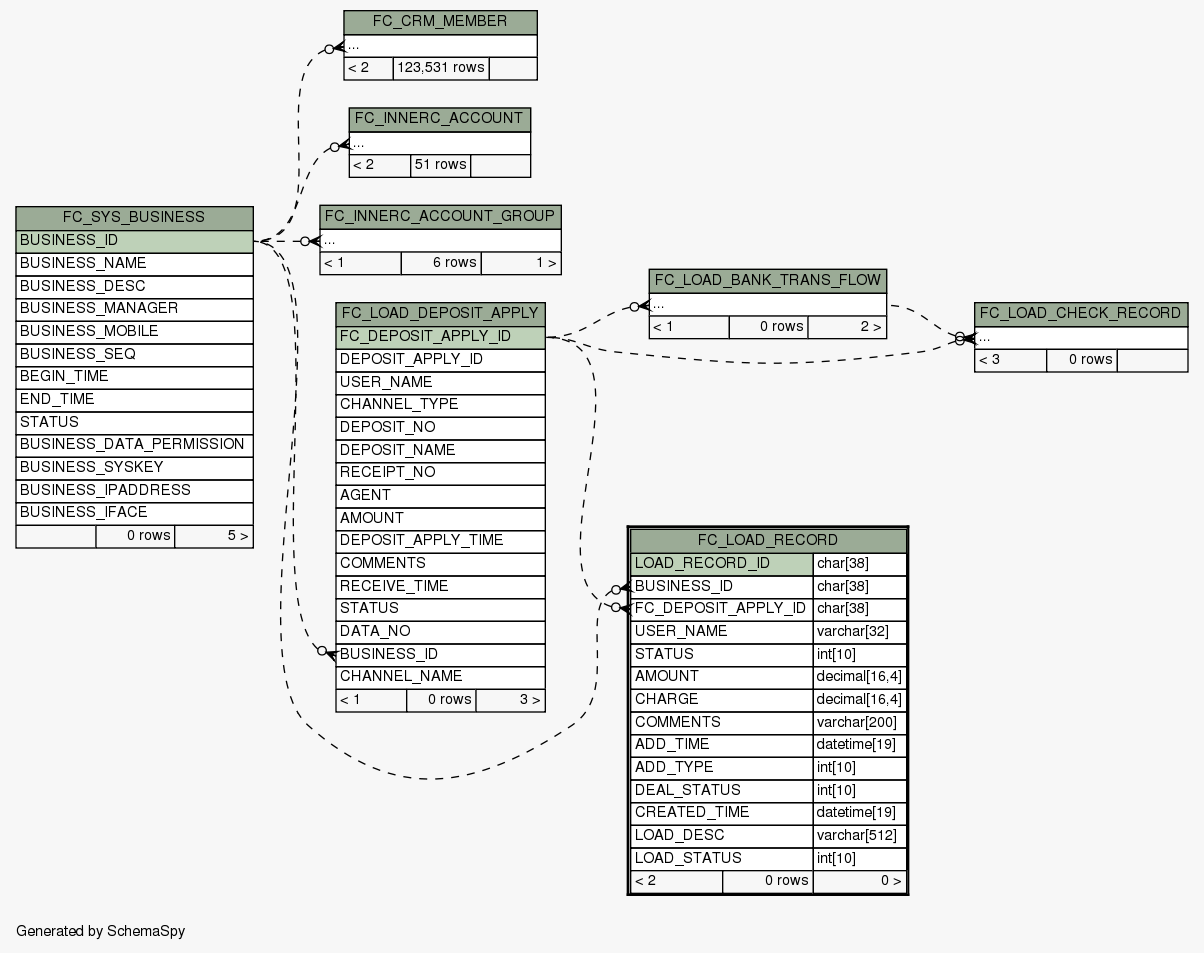 FC_CRM_MEMBER
...
< 2 123,531 rows
FC_INNERC_ACCOUNT
...
< 2 51 rows
FC_INNERC_ACCOUNT_GROUP
...
< 1 6 rows 1 >
FC_SYS_BUSINESS
BUSINESS_ID
BUSINESS_NAME
BUSINESS_DESC
BUSINESS_MANAGER
BUSINESS_MOBILE
BUSINESS_SEQ
BEGIN_TIME
END_TIME
STATUS
BUSINESS_DATA_PERMISSION
BUSINESS_SYSKEY
BUSINESS_IPADDRESS
BUSINESS_IFACE
0 rows 5 >
FC_LOAD_DEPOSIT_APPLY
FC_DEPOSIT_APPLY_ID
DEPOSIT_APPLY_ID
USER_NAME
CHANNEL_TYPE
DEPOSIT_NO
DEPOSIT_NAME
RECEIPT_NO
AGENT
AMOUNT
DEPOSIT_APPLY_TIME
COMMENTS
RECEIVE_TIME
STATUS
DATA_NO
BUSINESS_ID
CHANNEL_NAME
< 1 0 rows 3 >
FC_LOAD_BANK_TRANS_FLOW
...
< 1 0 rows 2 >
FC_LOAD_CHECK_RECORD
...
< 3 0 rows
FC_LOAD_RECORD
LOAD_RECORD_ID char[38]
BUSINESS_ID char[38]
FC_DEPOSIT_APPLY_ID char[38]
USER_NAME varchar[32]
STATUS int[10]
AMOUNT decimal[16,4]
CHARGE decimal[16,4]
COMMENTS varchar[200]
ADD_TIME datetime[19]
ADD_TYPE int[10]
DEAL_STATUS int[10]
CREATED_TIME datetime[19]
LOAD_DESC varchar[512]
LOAD_STATUS int[10]
< 2 0 rows 0 >
Generated by SchemaSpy